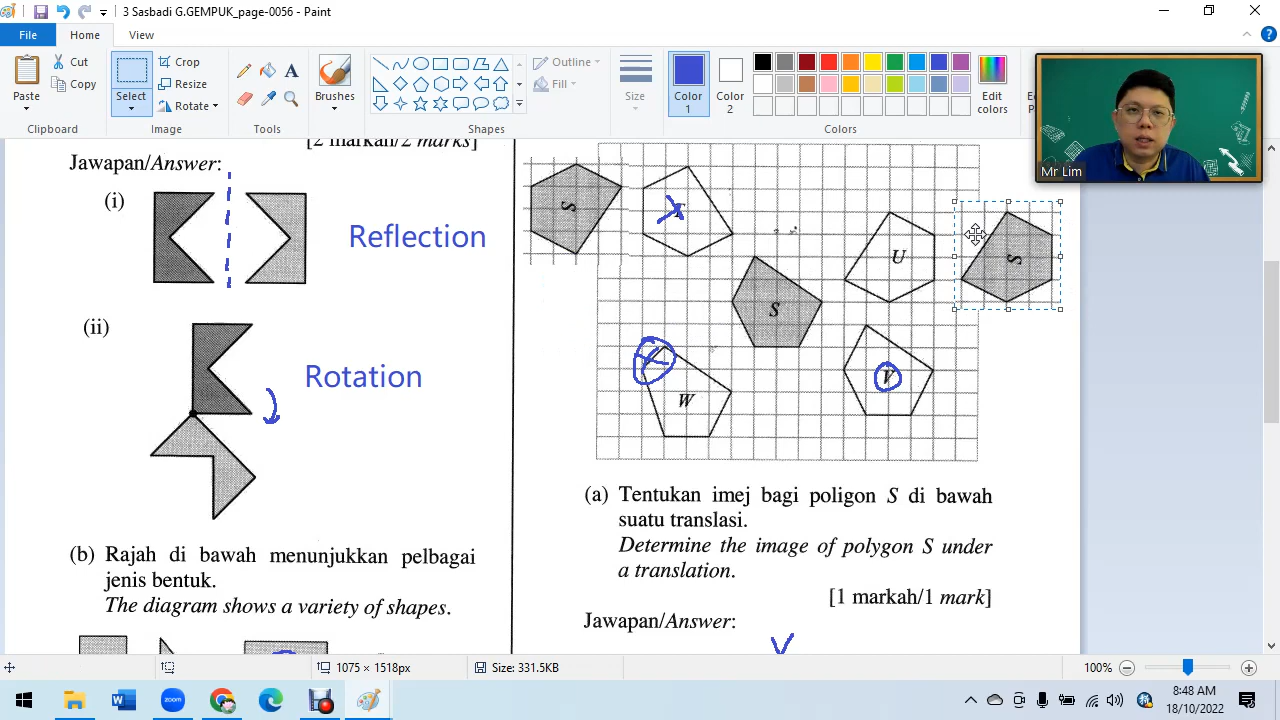 3 Sasbadi G.GEMPUK_page-0056 - Paint
File
Home
View
Paste
Cut
Copy
Clipboard
Select
Crop
Resize
Rotate
Image
A
Tools
Brushes
Outline
Fill
Shapes
Size
Color 1
Color 2
Edit colors
Colors
Mr Lim
[2 markah/2 marks]
Jawapan/Answer:
(i)
Reflection
(ii)
Rotation
(b) Rajah di bawah menunjukkan pelbagai
jenis bentuk.
The diagram shows a variety of shapes.
S
U
S
S
W
V
(a) Tentukan imej bagi poligon S di bawah
suatu translasi.
Determine the image of polygon S under
a translation.
[1 markah/1 mark]
Jawapan/Answer:
V
1075 × 1518px
Size: 331.5KB
100%
zoom
8:48 AM
18/10/2022